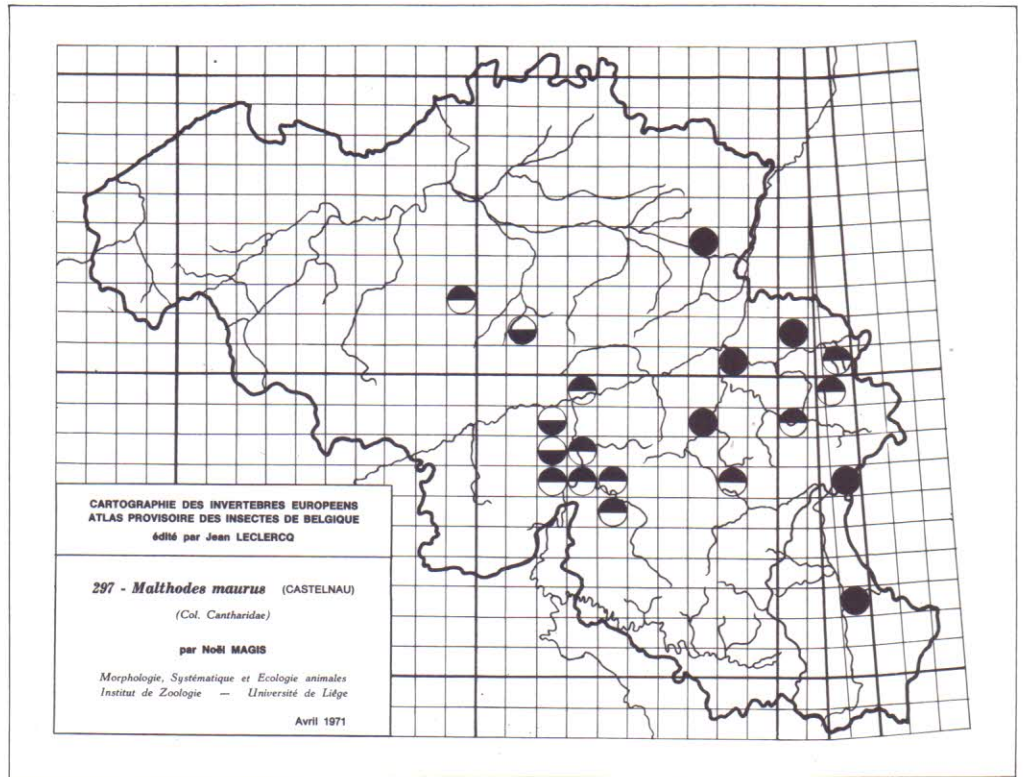 CARTOGRAPHIE DES INVERTEBRES EUROPEENS
ATLAS PROVISOIRE DES INSECTES DE BELGIQUE
édité par Jean LECLERCQ
297 - Malthodes maurus (CASTELNAU)
(Col. Cantharidae)
par Noël MAGIS
Morphologie, Systématique et Ecologie animales
Institut de Zoologie — Université de Liège
Avril 1971